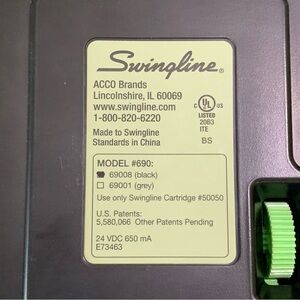 Swingline®
ACCO Brands
Lincolnshire, IL 60069
www.swingline.com
1-800-820-6220
Made to Swingline
Standards in China
C UL US
LISTED
20B3
ITE
BS
MODEL #690:
69008 (black)
69001 (grey)
Use only Swingline Cartridge #50050
U.S. Patents:
5,580,066 Other Patents Pending
24 VDC 650 mA
E73463